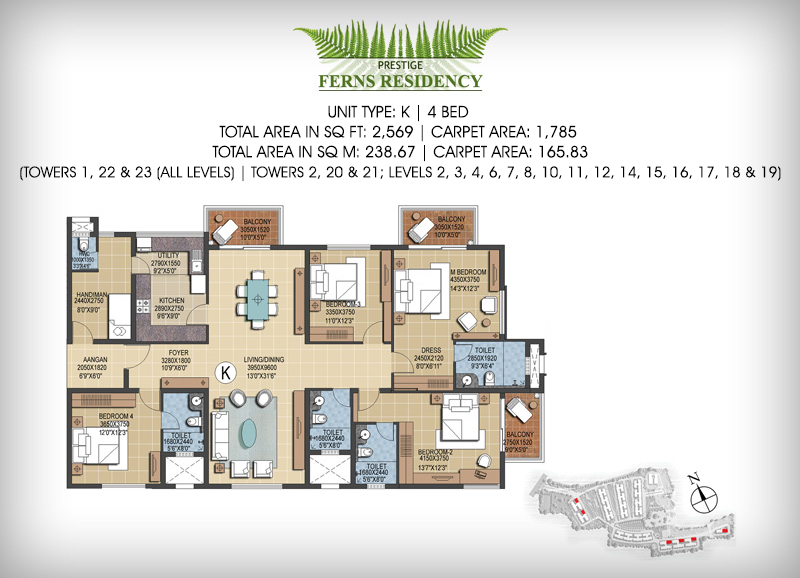 PRESTIGE
FERNS RESIDENCY
UNIT TYPE: K | 4 BED
TOTAL AREA IN SQ FT: 2,569 | CARPET AREA: 1,785
TOTAL AREA IN SQ M: 238.67 | CARPET AREA: 165.83
(TOWERS 1, 22 & 23 (ALL LEVELS) | TOWERS 2, 20 & 21; LEVELS 2, 3, 4, 6, 7, 8, 10, 11, 12, 14, 15, 16, 17, 18 & 19)
BALCONY
3050X1520
10'0"X5'0"
BALCONY
3050X1520
10'0"X5'0"
3'3"X4'6"
UTILITY
2790X1550
9'2"X5'0"
HANDIMAN
2440X2750
8'0"X9'0"
KITCHEN
2890X2750
9'6"X9'0"
BEDROOM-3
3350X3750
11'0"X12'3"
M BEDROOM
4350X3750
14'3"X12'3"
AANGAN
2050X1820
6'9"X6'0"
FOYER
3280X1800
10'9"X6'0"
LIVING/DINING
3950X9600
13'0"X31'6"
K
DRESS
2450X2120
8'0"X6'11"
TOILET
2850X1920
9'3"X6'4"
BEDROOM 4
3650X3750
12'0"X12'3"
TOILET
1680X2440
5'6"X8'0"
TOILET
1680X2440
5'6"X8'0"
TOILET
1680X2440
5'6"X8'0"
BEDROOM-2
4150X3750
13'7"X12'3"
BALCONY
2750X1520
9'0"X5'0"
N